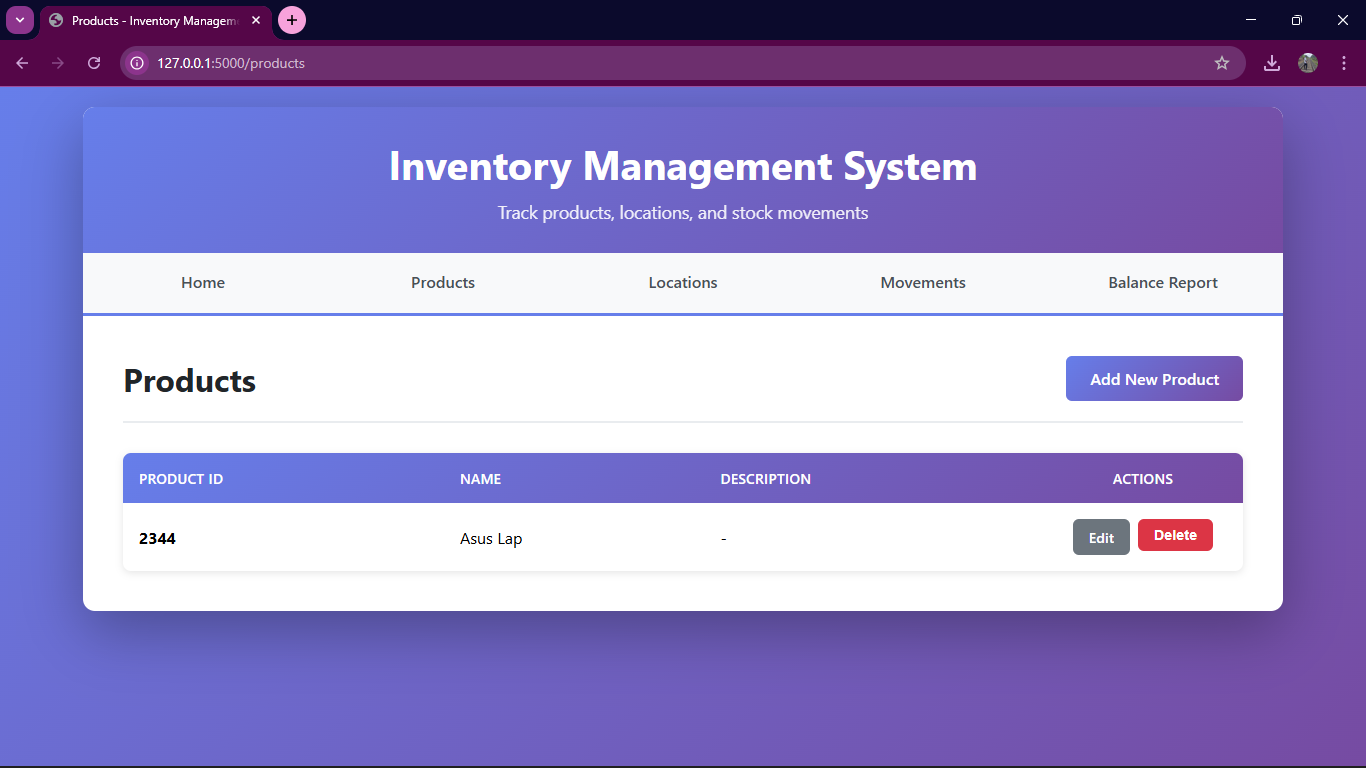 Products - Inventory Managem
127.0.0.1:5000/products
Inventory Management System
Track products, locations, and stock movements
Home Products Locations Movements Balance Report
Products
Add New Product
PRODUCT ID NAME DESCRIPTION ACTIONS
2344 Asus Lap - Edit Delete